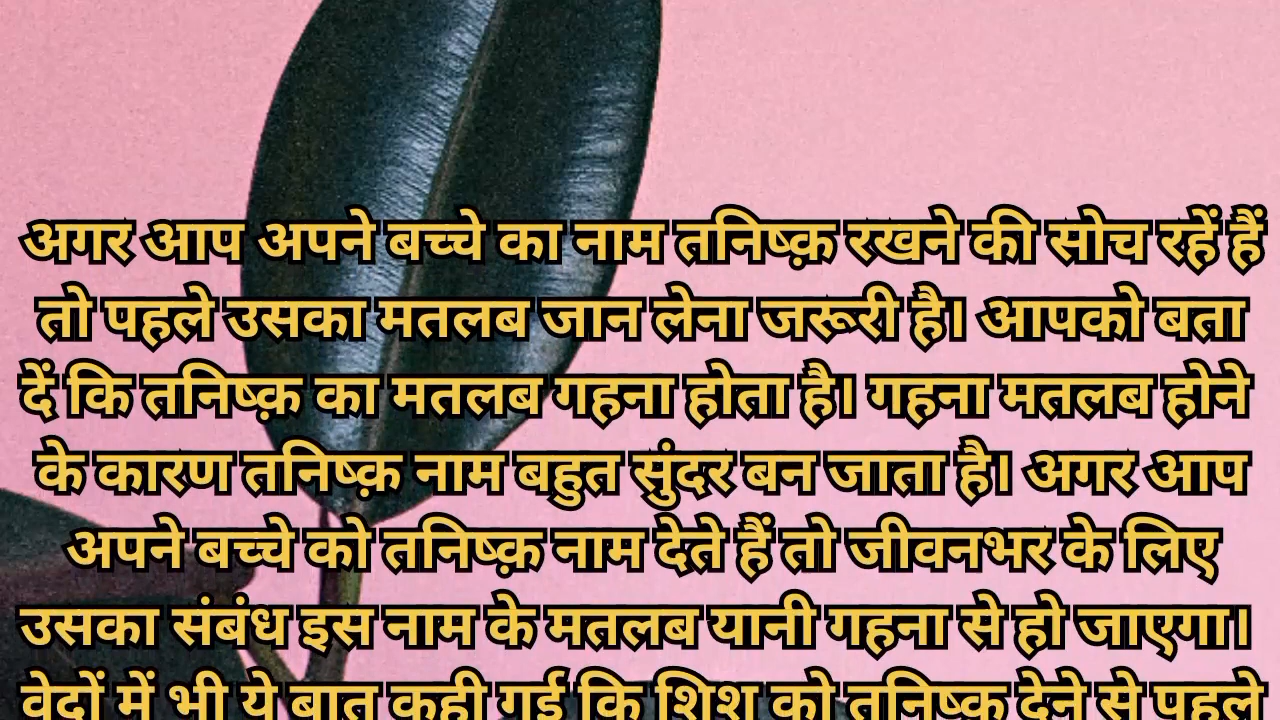 अगर आप अपने बच्चे का नाम तनिष्क़ रखने की सोच रहें हैं
तो पहले उसका मतलब जान लेना जरूरी है। आपको बता
दें कि तनिष्क़ का मतलब गहना होता है। गहना मतलब होने
के कारण तनिष्क़ नाम बहुत सुंदर बन जाता है। अगर आप
अपने बच्चे को तनिष्क़ नाम देते हैं तो जीवनभर के लिए
उसका संबंध इस नाम के मतलब यानी गहना से हो जाएगा।
वेदों में भी ये बात कही गई कि शिशु को तनिष्क़ देने से पहले